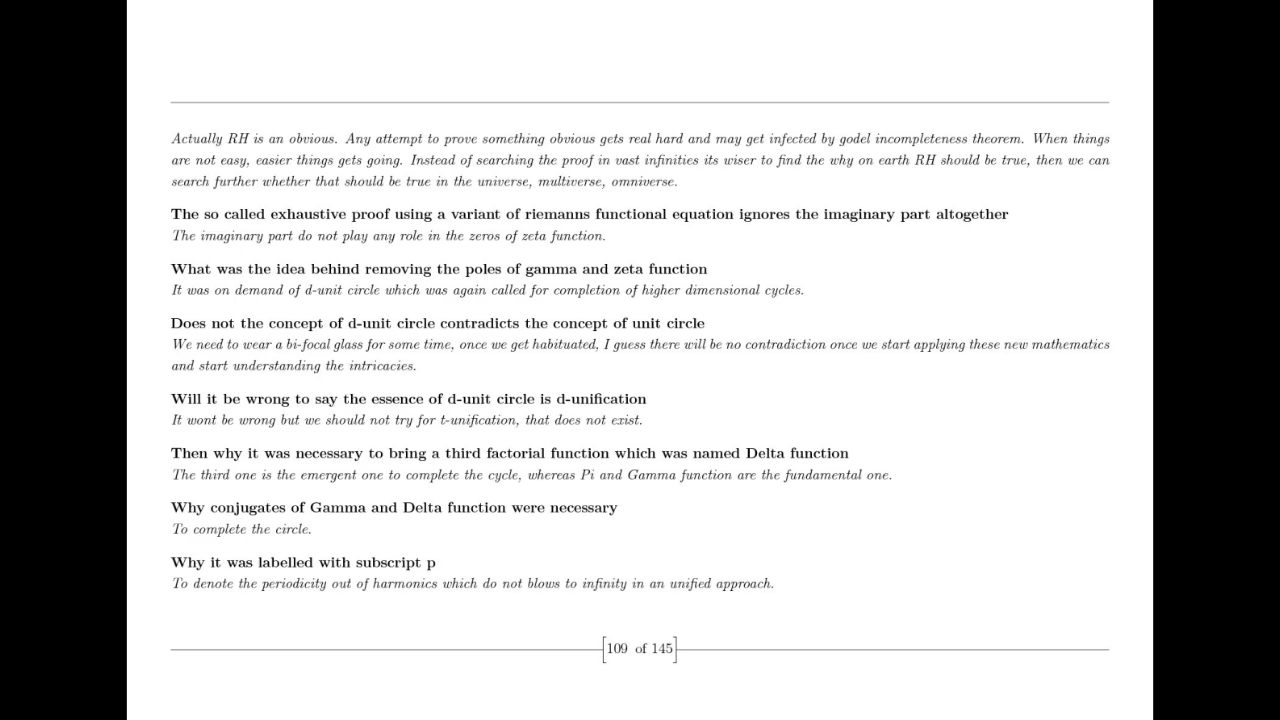 Actually RH is an obvious. Any attempt to prove something obvious gets real hard and may get infected by godel incompleteness theorem. When things
are not easy, easier things gets going. Instead of searching the proof in vast infinities its wiser to find the why on earth RH should be true, then we can
search further whether that should be true in the universe, multiverse, omniverse.
The so called exhaustive proof using a variant of riemanns functional equation ignores the imaginary part altogether
The imaginary part do not play any role in the zeros of zeta function.
What was the idea behind removing the poles of gamma and zeta function
It was on demand of d-unit circle which was again called for completion of higher dimensional cycles.
Does not the concept of d-unit circle contradicts the concept of unit circle
We need to wear a bi-focal glass for some time, once we get habituated, I guess there will be no contradiction once we start applying these new mathematics
and start understanding the intricacies.
Will it be wrong to say the essence of d-unit circle is d-unification
It wont be wrong but we should not try for t-unification, that does not exist.
Then why it was necessary to bring a third factorial function which was named Delta function
The third one is the emergent one to complete the cycle, whereas Pi and Gamma function are the fundamental one.
Why conjugates of Gamma and Delta function were necessary
To complete the circle.
Why it was labelled with subscript p
To denote the periodicity out of harmonics which do not blows to infinity in an unified approach.
109 of 145